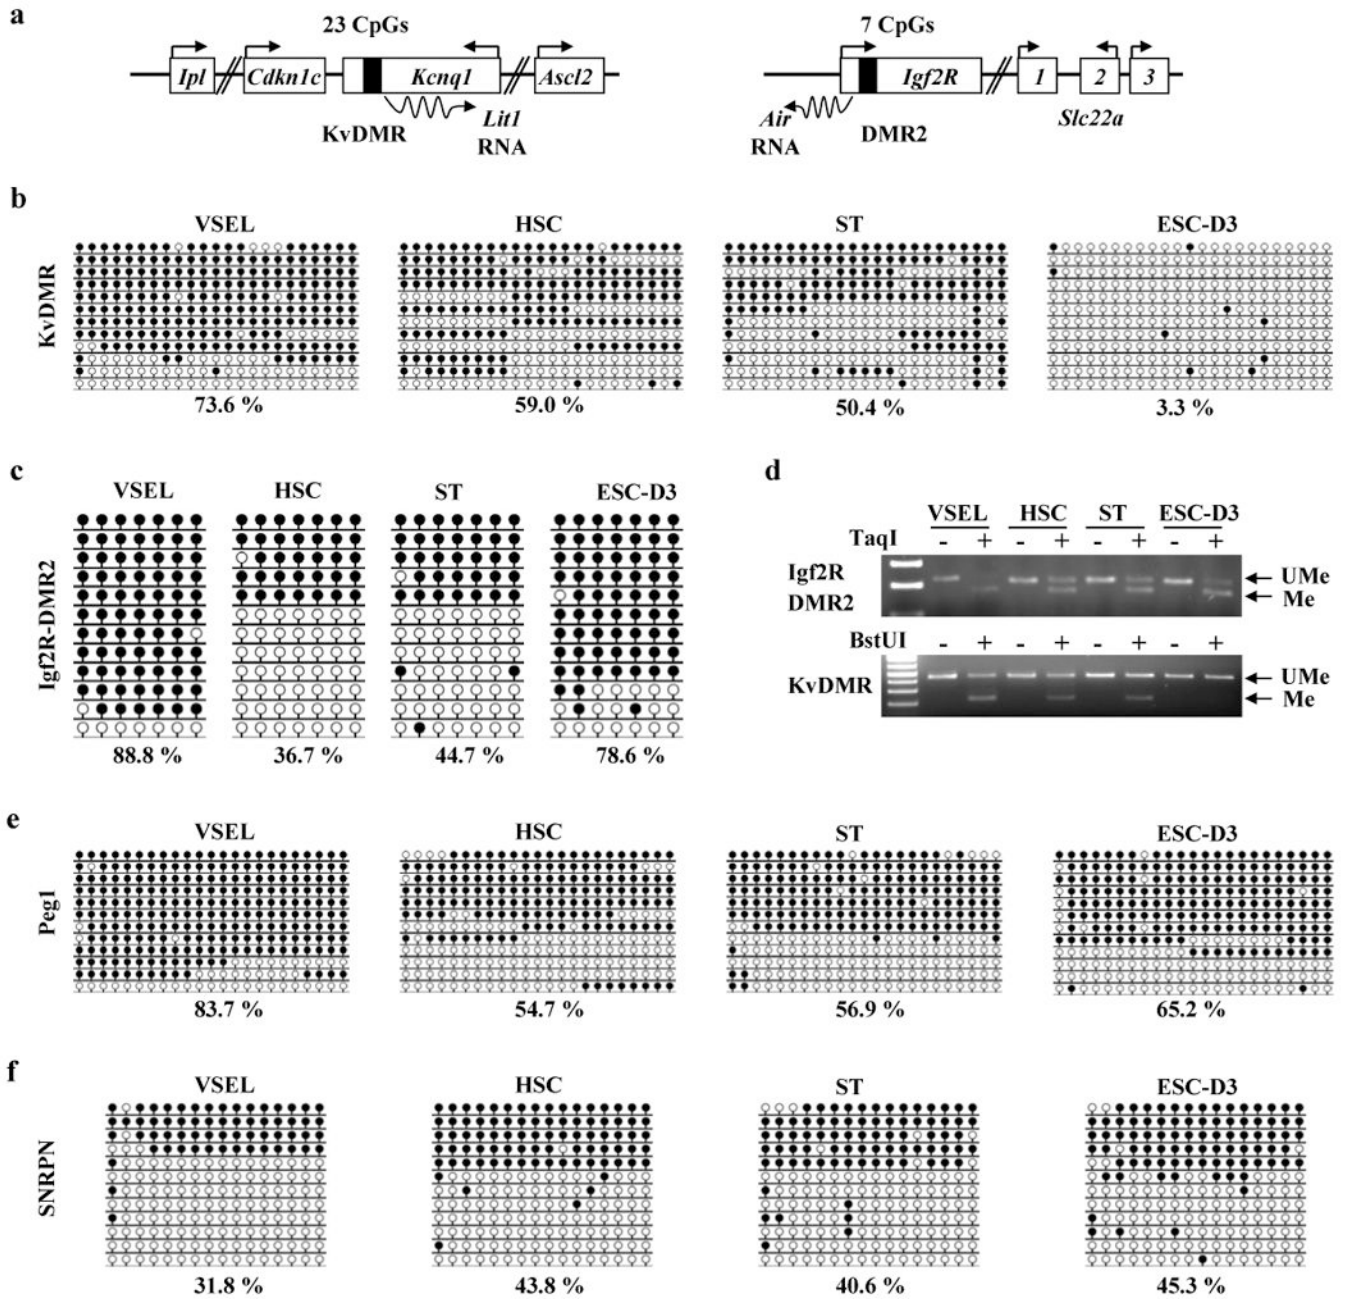 a
23 CpGs
7 CpGs
Ipl Cdkn1c Kcnq1 Ascl2
Igf2R 1 2 3
Lit1
RNA
KvDMR
Air
RNA
DMR2
Slc22a
b
VSEL HSC ST ESC-D3
KvDMR
73.6 % 59.0 % 50.4 % 3.3 %
c
VSEL HSC ST ESC-D3
Igf2R-DMR2
88.8 % 36.7 % 44.7 % 78.6 %
d
VSEL HSC ST ESC-D3
TaqI - + - + - + - +
Igf2R
DMR2
UMe
Me
BstUI - + - + - + - +
KvDMR
UMe
Me
e
VSEL HSC ST ESC-D3
Peg1
83.7 % 54.7 % 56.9 % 65.2 %
f
VSEL HSC ST ESC-D3
SNRPN
31.8 % 43.8 % 40.6 % 45.3 %